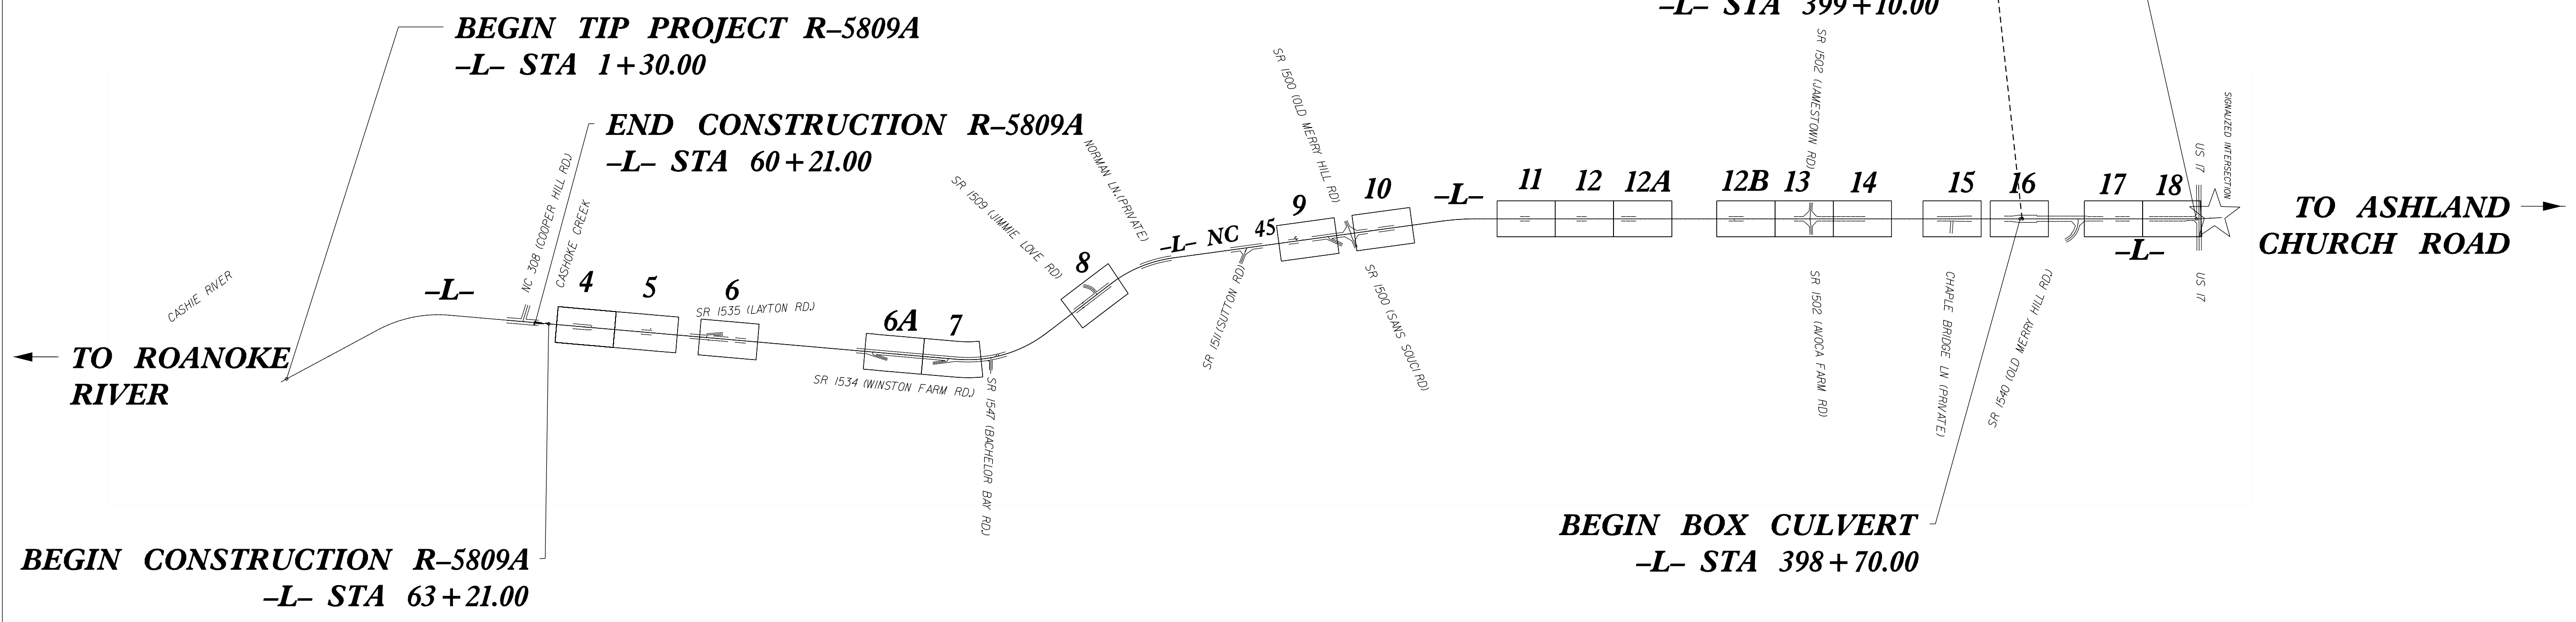 –L– STA 399+10.00
BEGIN TIP PROJECT R–5809A
–L– STA 1+30.00
END CONSTRUCTION R–5809A
–L– STA 60+21.00
NC 308 (COOPER HILL RD.)
CASHOKE CREEK
CASHIE RIVER
–L–
TO ROANOKE
RIVER
4
5
6
SR 1535 (LAYTON RD.)
6A
7
SR 1534 (WINSTON FARM RD.)
SR 1547 (BACHELOR BAY RD.)
SR 1509 (JIMMIE LOVE RD)
8
NORMAN LN.(PRIVATE)
–L– NC 45
SR 1511(SUTTON RD)
SR 1500 (OLD MERRY HILL RD)
9
10
SR 1500 (SANS SOUCI RD)
–L–
11
12
12A
12B
13
14
SR 1502 (JAMESTOWN RD)
SR 1502 (AVOCA FARM RD)
15
CHAPLE BRIDGE LN (PRIVATE)
16
SR 1540 (OLD MERRY HILL RD)
17
18
–L–
US 17
US 17
SIGNALIZED INTERSECTION
TO ASHLAND
CHURCH ROAD
BEGIN CONSTRUCTION R–5809A
–L– STA 63+21.00
BEGIN BOX CULVERT
–L– STA 398+70.00